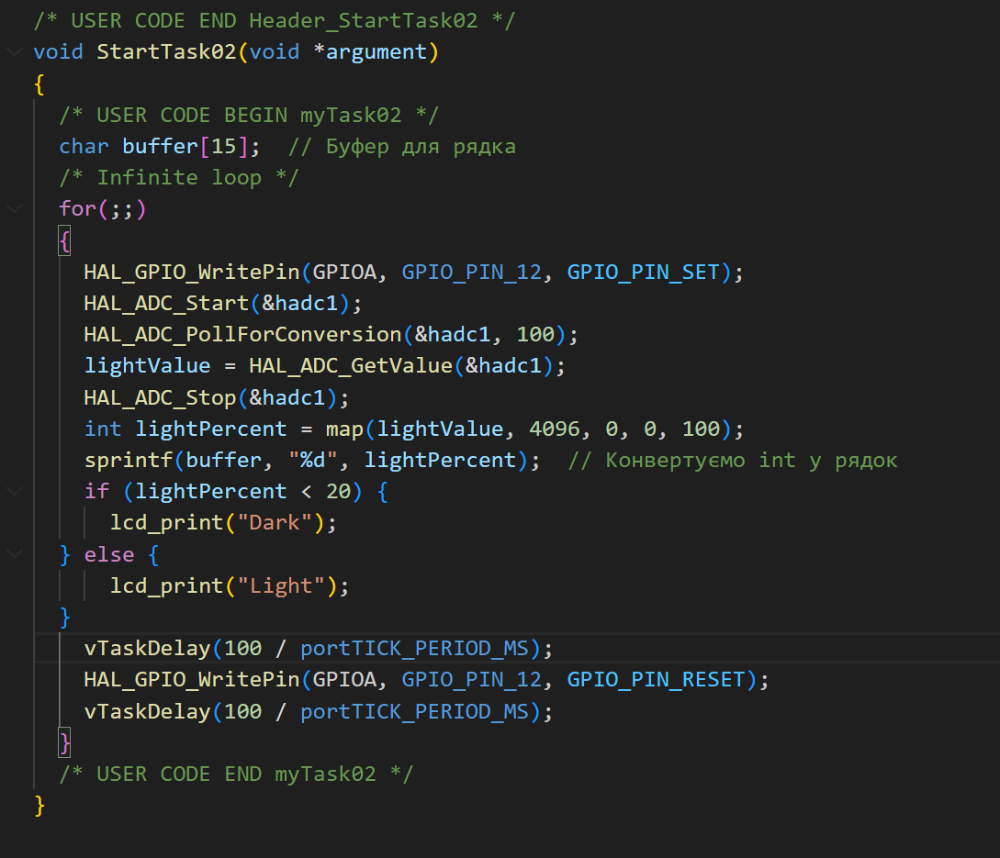 /* USER CODE END Header_StartTask02 */
void StartTask02(void *argument)
{
  /* USER CODE BEGIN myTask02 */
  char buffer[15];  // Буфер для рядка
  /* Infinite loop */
  for(;;)
  {
    HAL_GPIO_WritePin(GPIOA, GPIO_PIN_12, GPIO_PIN_SET);
    HAL_ADC_Start(&hadc1);
    HAL_ADC_PollForConversion(&hadc1, 100);
    lightValue = HAL_ADC_GetValue(&hadc1);
    HAL_ADC_Stop(&hadc1);
    int lightPercent = map(lightValue, 4096, 0, 0, 100);
    sprintf(buffer, "%d", lightPercent);  // Конвертуємо int у рядок
    if (lightPercent < 20) {
      lcd_print("Dark");
  } else {
      lcd_print("Light");
  }
    vTaskDelay(100 / portTICK_PERIOD_MS);
    HAL_GPIO_WritePin(GPIOA, GPIO_PIN_12, GPIO_PIN_RESET);
    vTaskDelay(100 / portTICK_PERIOD_MS);
  }
  /* USER CODE END myTask02 */
}